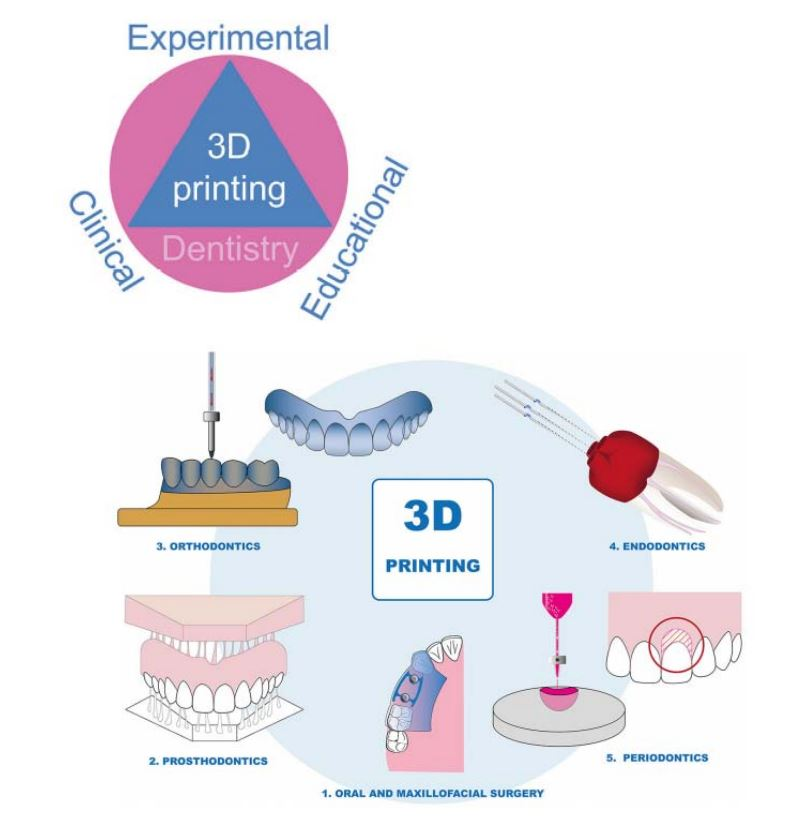 Experimental
3D
printing
Dentistry
Clinical
Educational
3. ORTHODONTICS
4. ENDODONTICS
3D
PRINTING
2. PROSTHODONTICS
5. PERIODONTICS
1. ORAL AND MAXILLOFACIAL SURGERY